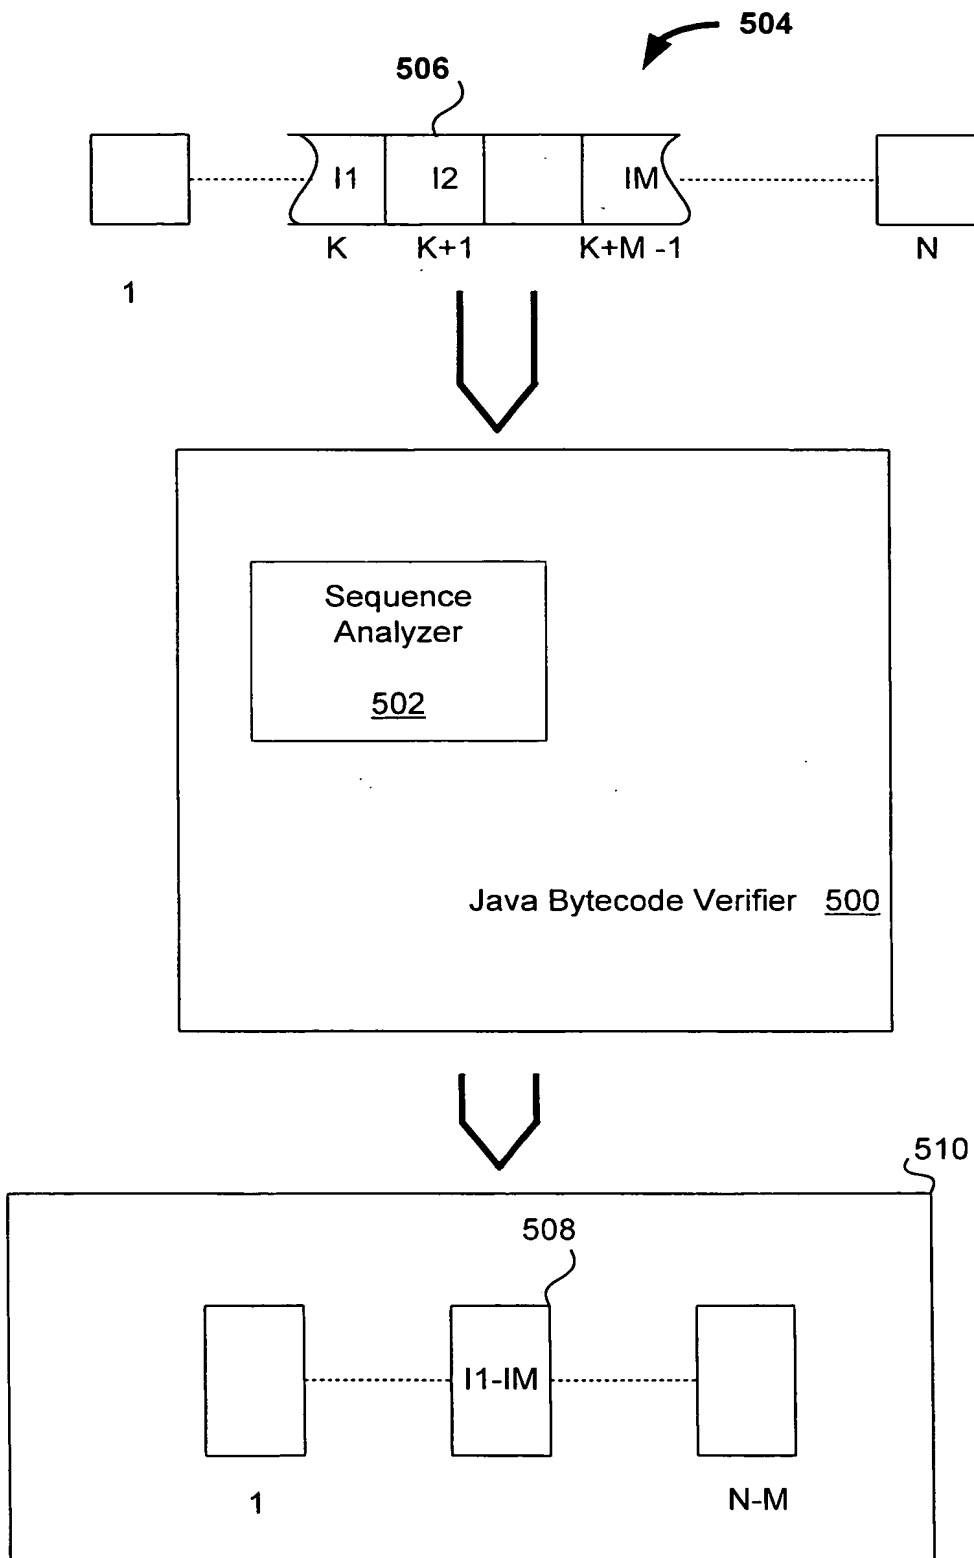 504
506
I1 I2 IM
K K+1 K+M -1 N
1
Sequence
Analyzer
502
Java Bytecode Verifier 500
510
508
I1-IM
1 N-M